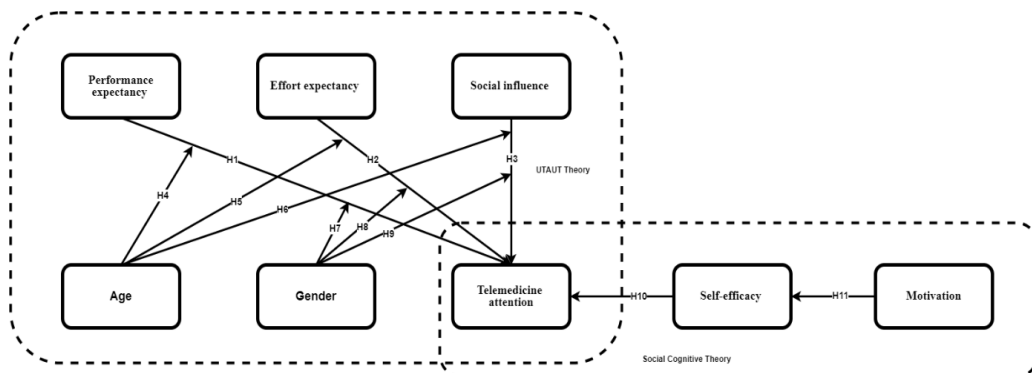 Performance
expectancy
Effort expectancy
Social influence
H1
H2
H3
UTAUT Theory
H4
H5
H6
H7
H8
H9
Age
Gender
Telemedicine
attention
H10
Self-efficacy
H11
Motivation
Social Cognitive Theory